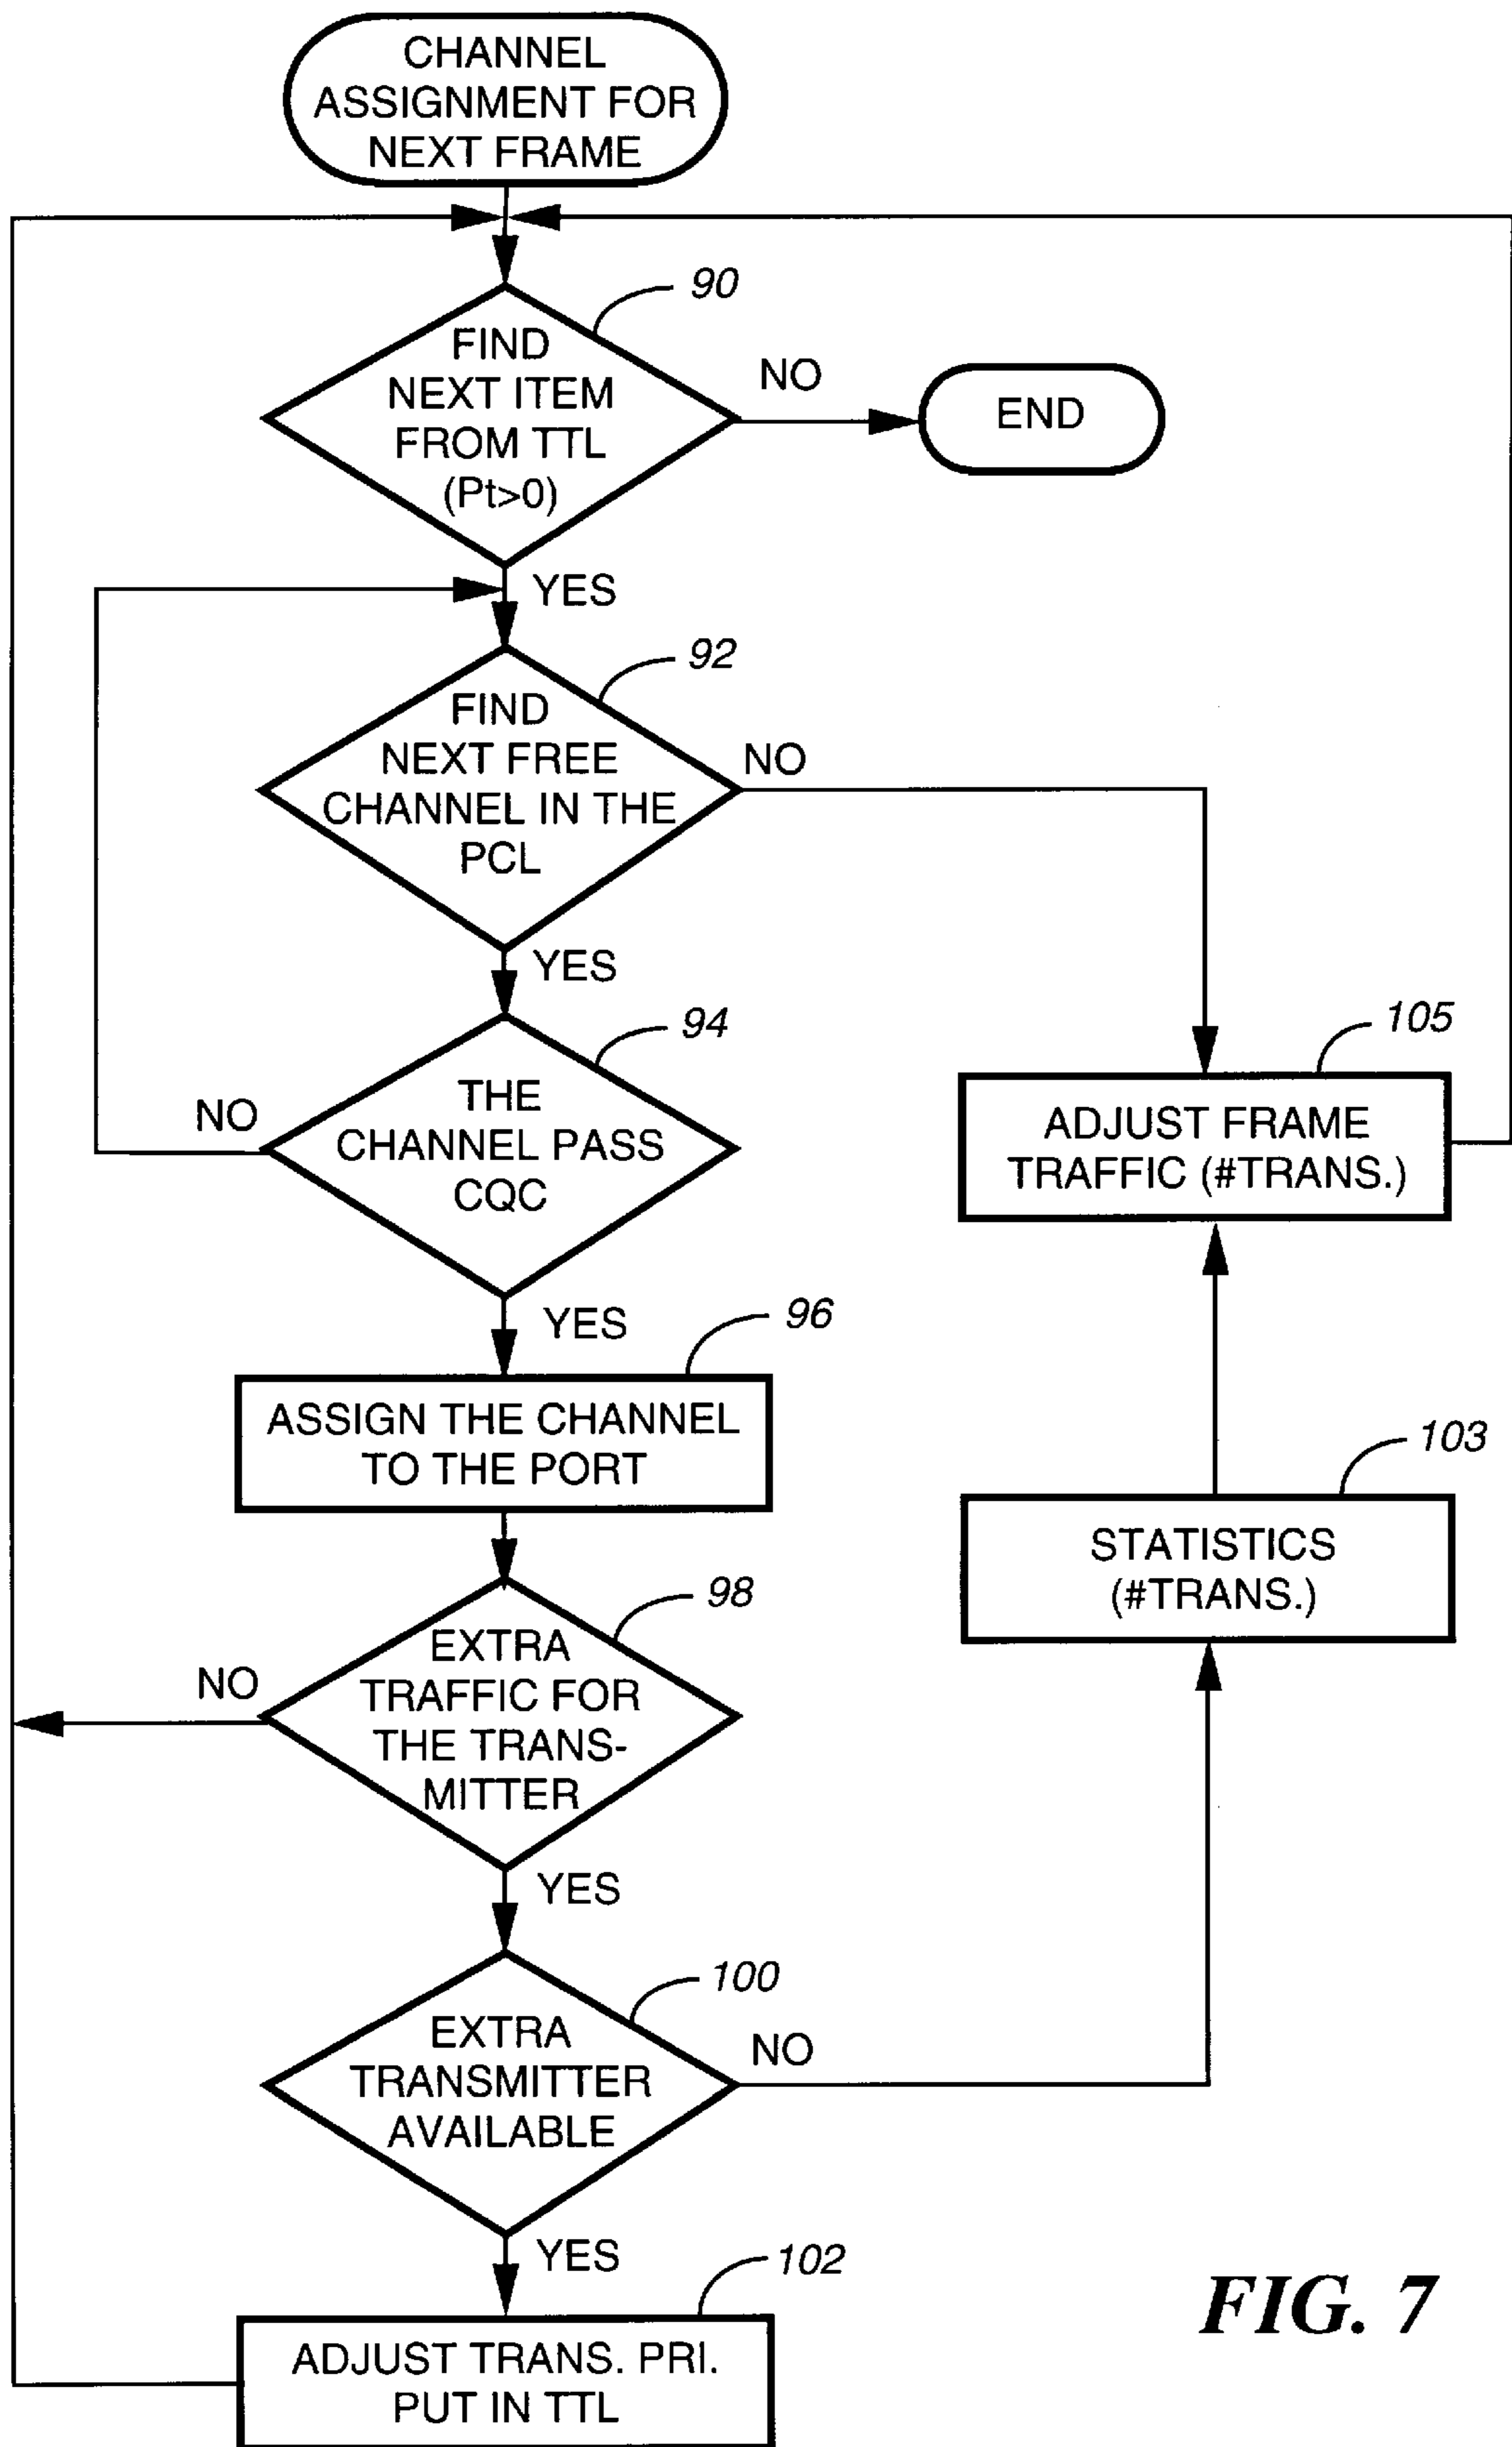 CHANNEL
ASSIGNMENT FOR
NEXT FRAME
90
FIND
NEXT ITEM
FROM TTL
(Pt>0)
NO
END
YES
92
FIND
NEXT FREE
CHANNEL IN THE
PCL
NO
YES
94
THE
CHANNEL PASS
CQC
NO
105
ADJUST FRAME
TRAFFIC (#TRANS.)
YES
96
ASSIGN THE CHANNEL
TO THE PORT
103
STATISTICS
(#TRANS.)
98
EXTRA
TRAFFIC FOR
THE TRANS-
MITTER
NO
YES
100
EXTRA
TRANSMITTER
AVAILABLE
NO
YES
102
ADJUST TRANS. PRI.
PUT IN TTL
FIG. 7